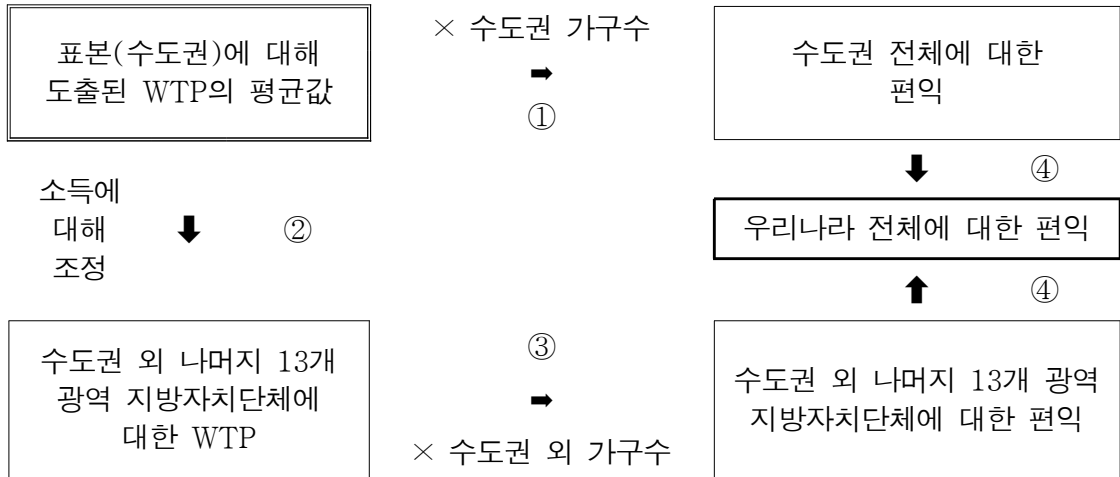 표본(수도권)에 대해
도출된 WTP의 평균값
× 수도권 가구수
➡
①
수도권 전체에 대한
편익
소득에
대해
조정
⬇
②
⬇
④
우리나라 전체에 대한 편익
⬆
④
수도권 외 나머지 13개
광역 지방자치단체에
대한 WTP
③
➡
× 수도권 외 가구수
수도권 외 나머지 13개 광역
지방자치단체에 대한 편익